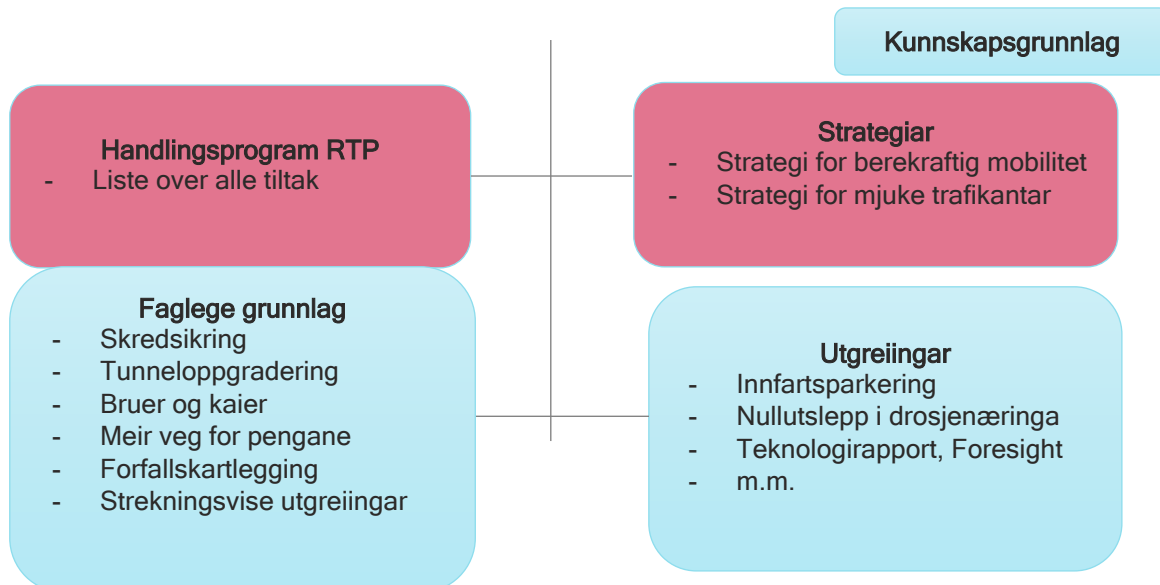 Kunnskapsgrunnlag
Handlingsprogram RTP
- Liste over alle tiltak
Strategiar
- Strategi for berekraftig mobilitet
- Strategi for mjuke trafikantar
Faglege grunnlag
- Skredsikring
- Tunneloppgradering
- Bruer og kaier
- Meir veg for pengane
- Forfallskartlegging
- Strekningsvise utgreiingar
Utgreiingar
- Innfartsparkering
- Nullutslepp i drosjenæringa
- Teknologirapport, Foresight
- m.m.